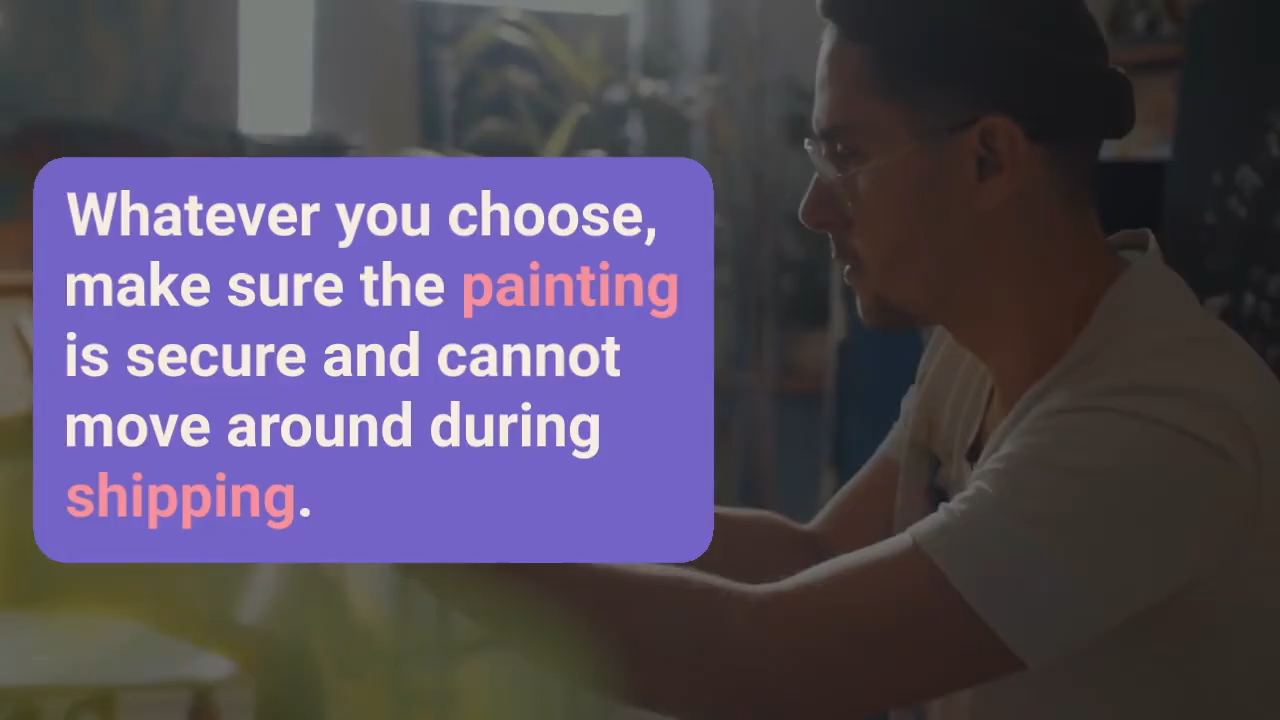 Whatever you choose,
make sure the painting
is secure and cannot
move around during
shipping.